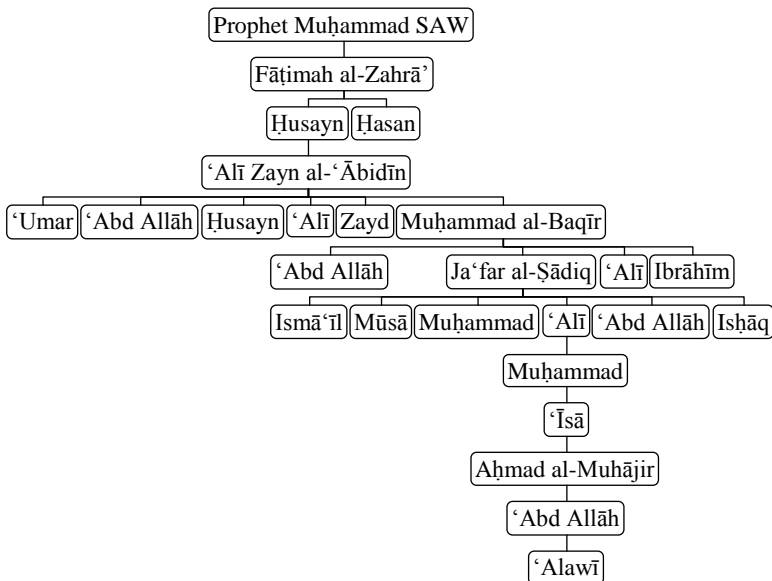 Prophet Muḥammad SAW
Fāṭimah al-Zahrā’
Ḥusayn Ḥasan
‘Alī Zayn al-‘Ābidīn
‘Umar ‘Abd Allāh Ḥusayn ‘Alī Zayd Muḥammad al-Baqīr
‘Abd Allāh Ja‘far al-Ṣādiq ‘Alī Ibrāhīm
Ismā‘īl Mūsā Muḥammad ‘Alī ‘Abd Allāh Isḥāq
Muḥammad
‘Īsā
Aḥmad al-Muhājir
‘Abd Allāh
‘Alawī